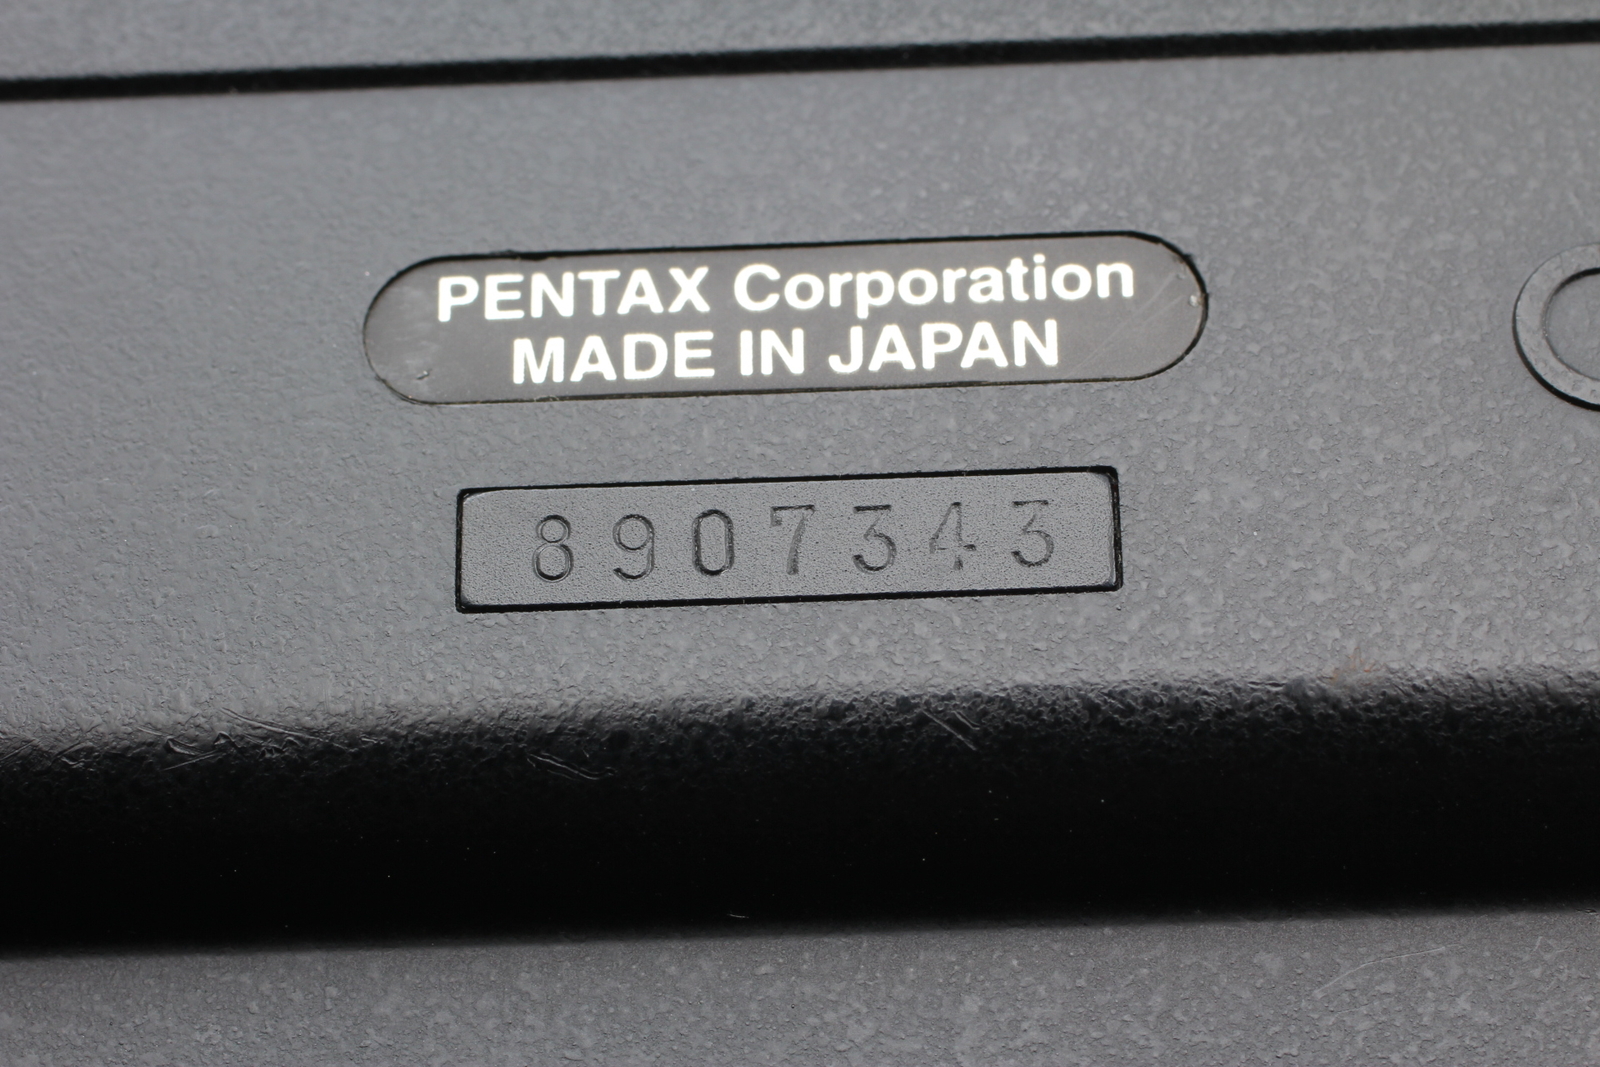 PENTAX Corporation
MADE IN JAPAN
8907343